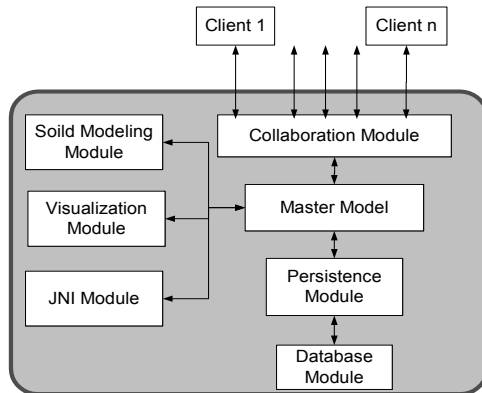 Client 1
Client n
Collaboration Module
Soild Modeling
Module
Master Model
Visualization
Module
Persistence
Module
JNI Module
Database
Module